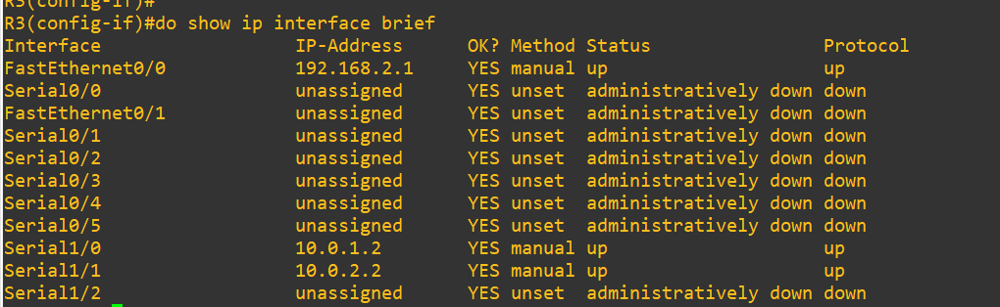 R3(config-if)#
R3(config-if)#do show ip interface brief
Interface                  IP-Address      OK? Method Status                Protocol
FastEthernet0/0            192.168.2.1     YES manual up                    up
Serial0/0                  unassigned      YES unset  administratively down down
FastEthernet0/1            unassigned      YES unset  administratively down down
Serial0/1                  unassigned      YES unset  administratively down down
Serial0/2                  unassigned      YES unset  administratively down down
Serial0/3                  unassigned      YES unset  administratively down down
Serial0/4                  unassigned      YES unset  administratively down down
Serial0/5                  unassigned      YES unset  administratively down down
Serial1/0                  10.0.1.2        YES manual up                    up
Serial1/1                  10.0.2.2        YES manual up                    up
Serial1/2                  unassigned      YES unset  administratively down down